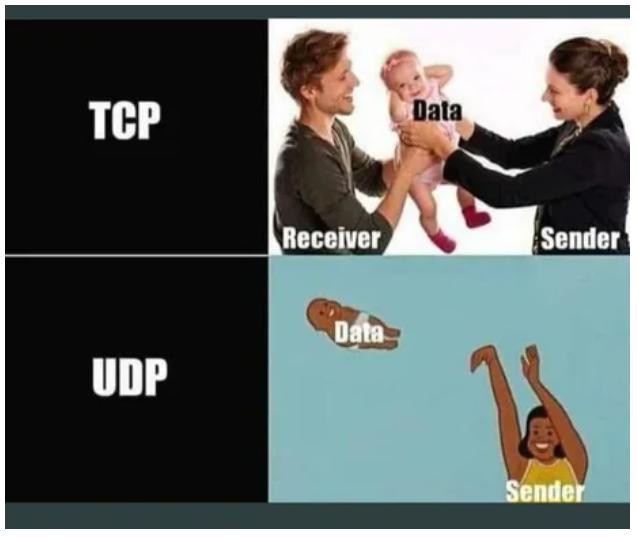 TCP
Data
Receiver
Sender
UDP
Data
Sender